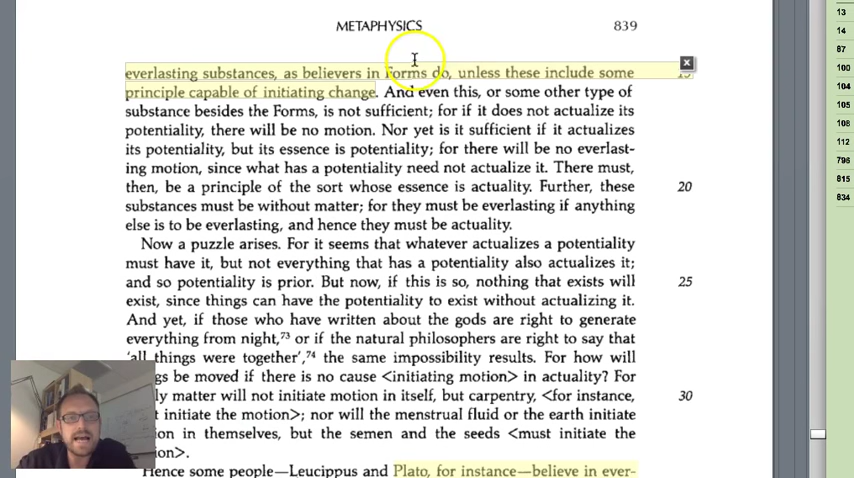 METAPHYSICS 839
everlasting substances, as believers in Forms do, unless these include some
principle capable of initiating change. And even this, or some other type of
substance besides the Forms, is not sufficient; for if it does not actualize its
potentiality, there will be no motion. Nor yet is it sufficient if it actualizes
its potentiality, but its essence is potentiality; for there will be no everlast-
ing motion, since what has a potentiality need not actualize it. There must,
then, be a principle of the sort whose essence is actuality. Further, these 20
substances must be without matter; for they must be everlasting if anything
else is to be everlasting, and hence they must be actuality.
Now a puzzle arises. For it seems that whatever actualizes a potentiality
must have it, but not everything that has a potentiality also actualizes it;
and so potentiality is prior. But now, if this is so, nothing that exists will 25
exist, since things can have the potentiality to exist without actualizing it.
And yet, if those who have written about the gods are right to generate
everything from night,⁷³ or if the natural philosophers are right to say that
'all things were together',⁷⁴ the same impossibility results. For how will
gs be moved if there is no cause <initiating motion> in actuality? For
ly matter will not initiate motion in itself, but carpentry, <for instance, 30
t initiate the motion>; nor will the menstrual fluid or the earth initiate
ion in themselves, but the semen and the seeds <must initiate the
ion>.
Hence some people—Leucippus and Plato, for instance—believe in ever-
13
14
67
100
104
105
108
112
796
815
834